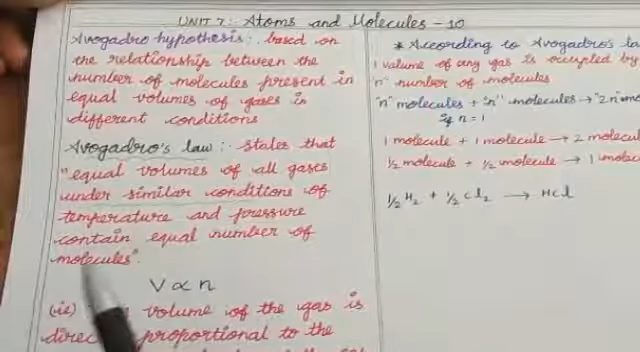 UNIT 7: Atoms and Molecules - 10
Avogadro hypothesis: based on
the relationship between the
number of molecules present in
equal volumes of gases in
different conditions
Avogadro's law: States that
"equal volumes of all gases
under similar conditions of
temperature and pressure
contain equal number of
molecules".
V ∝ n
(ie) volume of the gas is
proportional to the
* According to Avogadro's
1 volume of any gas is occupied by
"n" number of molecules
"n" molecules + "n" molecules → "2n"
if n = 1
1 molecule + 1 molecule → 2
1/2 molecule + 1/2 molecule → 1
1/2 H₂ + 1/2 Cl₂ → HCl